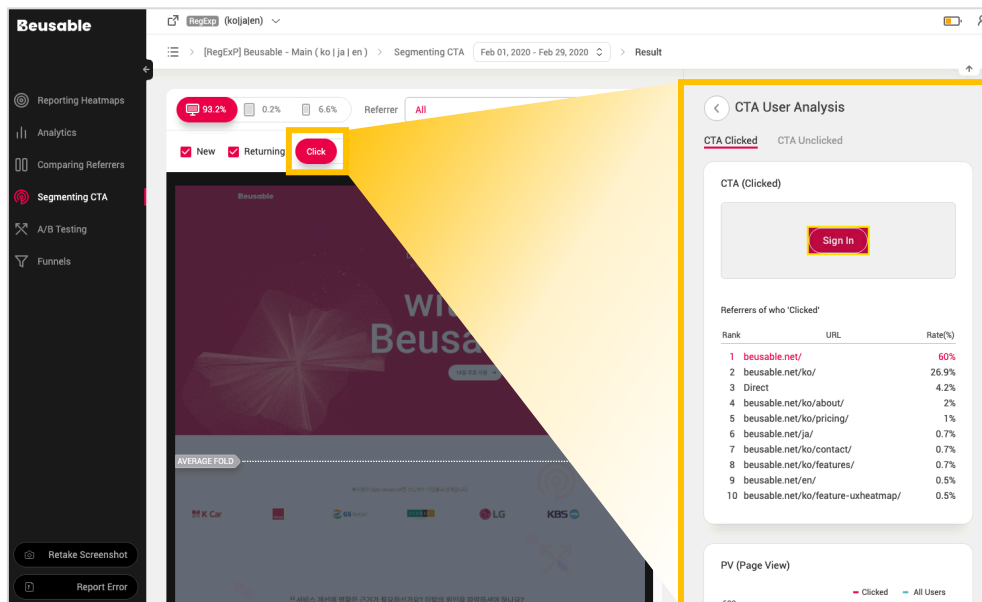 Beusable
RegExp (ko|ja|en)
[RegExP] Beusable - Main ( ko | ja | en ) > Segmenting CTA Feb 01, 2020 - Feb 29, 2020 > Result
Reporting Heatmaps
Analytics
Comparing Referrers
Segmenting CTA
A/B Testing
Funnels
Retake Screenshot
Report Error
93.2% 0.2% 6.6% Referrer All
New Returning Click
Beusable
Beusa
AVERAGE FOLD
K Car LG KBS
CTA User Analysis
CTA Clicked CTA Unclicked
CTA (Clicked)
Sign In
Referrers of who 'Clicked'
Rank URL Rate(%)
1 beusable.net/ 60%
2 beusable.net/ko/ 26.9%
3 Direct 4.2%
4 beusable.net/ko/about/ 2%
5 beusable.net/ko/pricing/ 1%
6 beusable.net/ja/ 0.7%
7 beusable.net/ko/contact/ 0.7%
8 beusable.net/ko/features/ 0.7%
9 beusable.net/en/ 0.5%
10 beusable.net/ko/feature-uxheatmap/ 0.5%
PV (Page View)
Clicked All Users